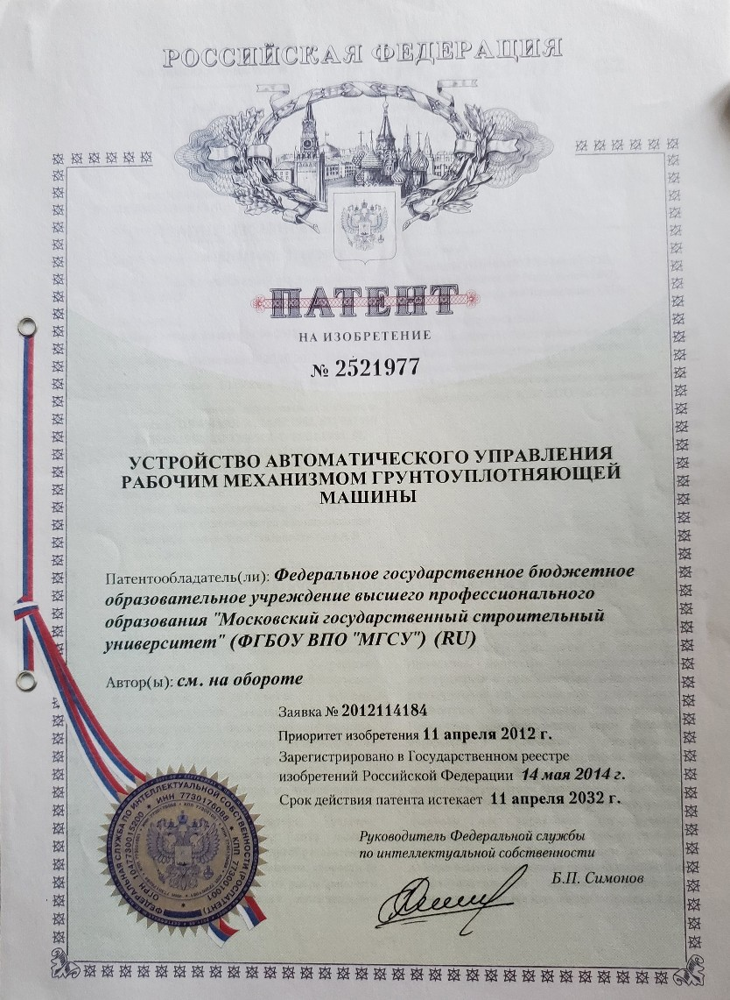 РОССИЙСКАЯ ФЕДЕРАЦИЯ
ПАТЕНТ
НА ИЗОБРЕТЕНИЕ
№ 2521977
УСТРОЙСТВО АВТОМАТИЧЕСКОГО УПРАВЛЕНИЯ
РАБОЧИМ МЕХАНИЗМОМ ГРУНТОУПЛОТНЯЮЩЕЙ
МАШИНЫ
Патентообладатель(ли): Федеральное государственное бюджетное
образовательное учреждение высшего профессионального
образования "Московский государственный строительный
университет" (ФГБОУ ВПО "МГСУ") (RU)
Автор(ы): см. на обороте
Заявка № 2012114184
Приоритет изобретения 11 апреля 2012 г.
Зарегистрировано в Государственном реестре
изобретений Российской Федерации 14 мая 2014 г.
Срок действия патента истекает 11 апреля 2032 г.
Руководитель Федеральной службы
по интеллектуальной собственности
Б.П. Симонов
ФЕДЕРАЛЬНАЯ СЛУЖБА ПО ИНТЕЛЛЕКТУАЛЬНОЙ СОБСТВЕННОСТИ (РОСПАТЕНТ)
ОГРН 1047730015200 * ИНН 7730176088 * КПП 773001001